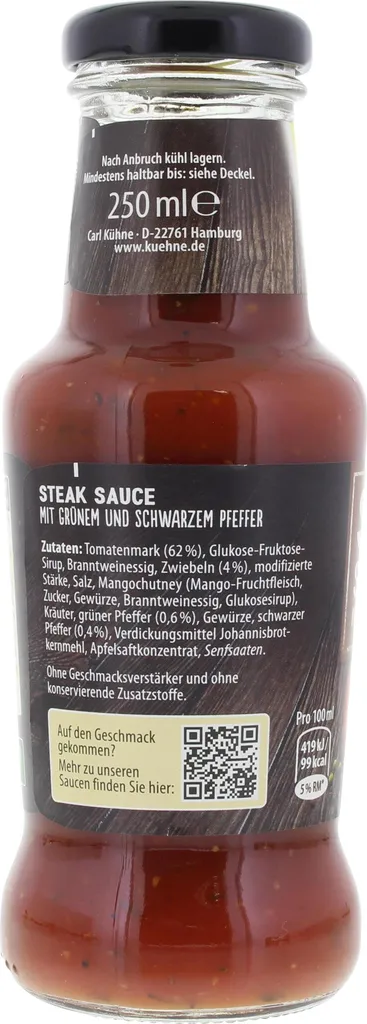 Nach Anbruch kühl lagern.
Mindestens haltbar bis: siehe Deckel.
250 ml ℮
Carl Kühne · D-22761 Hamburg
www.kuehne.de
STEAK SAUCE
MIT GRÜNEM UND SCHWARZEM PFEFFER
Zutaten: Tomatenmark (62 %), Glukose-Fruktose-
Sirup, Branntweinessig, Zwiebeln (4 %), modifizierte
Stärke, Salz, Mangochutney (Mango-Fruchtfleisch,
Zucker, Gewürze, Branntweinessig, Glukosesirup),
Kräuter, grüner Pfeffer (0,6 %), Gewürze, schwarzer
Pfeffer (0,4 %), Verdickungsmittel Johannisbrot-
kernmehl, Apfelsaftkonzentrat, Senfsaaten.
Ohne Geschmacksverstärker und ohne
konservierende Zusatzstoffe.
Auf den Geschmack
gekommen?
Mehr zu unseren
Saucen finden Sie hier:
Pro 100 ml
419 kJ/
99 kcal
5 % RM*